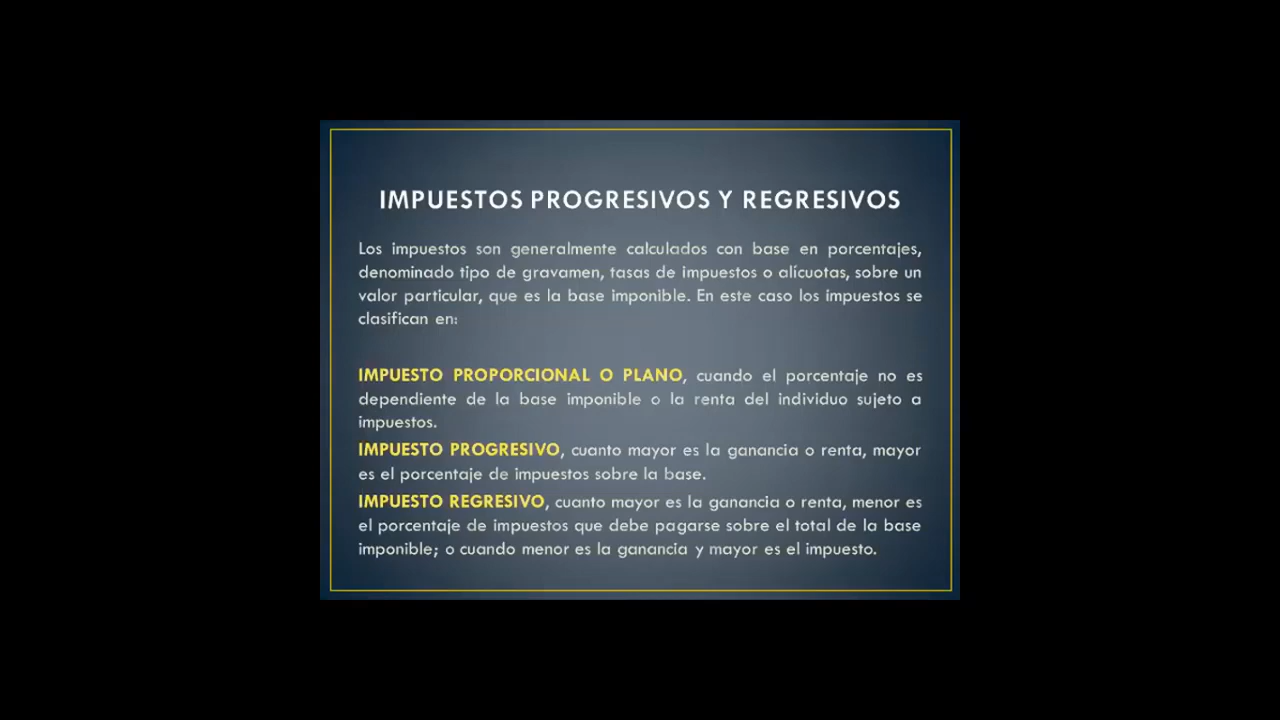 IMPUESTOS PROGRESIVOS Y REGRESIVOS
Los impuestos son generalmente calculados con base en porcentajes,
denominado tipo de gravamen, tasas de impuestos o alícuotas, sobre un
valor particular, que es la base imponible. En este caso los impuestos se
clasifican en:
IMPUESTO PROPORCIONAL O PLANO, cuando el porcentaje no es
dependiente de la base imponible o la renta del individuo sujeto a
impuestos.
IMPUESTO PROGRESIVO, cuanto mayor es la ganancia o renta, mayor
es el porcentaje de impuestos sobre la base.
IMPUESTO REGRESIVO, cuanto mayor es la ganancia o renta, menor es
el porcentaje de impuestos que debe pagarse sobre el total de la base
imponible; o cuando menor es la ganancia y mayor es el impuesto.